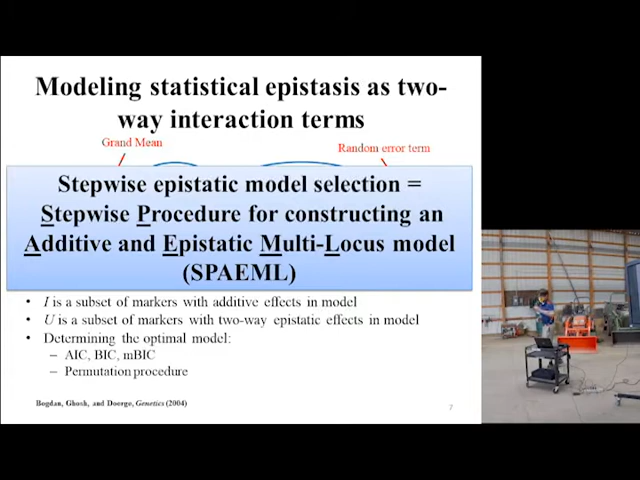 Modeling statistical epistasis as two-
way interaction terms
Grand Mean
Random error term
Stepwise epistatic model selection =
Stepwise Procedure for constructing an
Additive and Epistatic Multi-Locus model
(SPAEML)
• I is a subset of markers with additive effects in model
• U is a subset of markers with two-way epistatic effects in model
• Determining the optimal model:
– AIC, BIC, mBIC
– Permutation procedure
Bogdan, Ghosh, and Doerge, Genetics (2004)
7